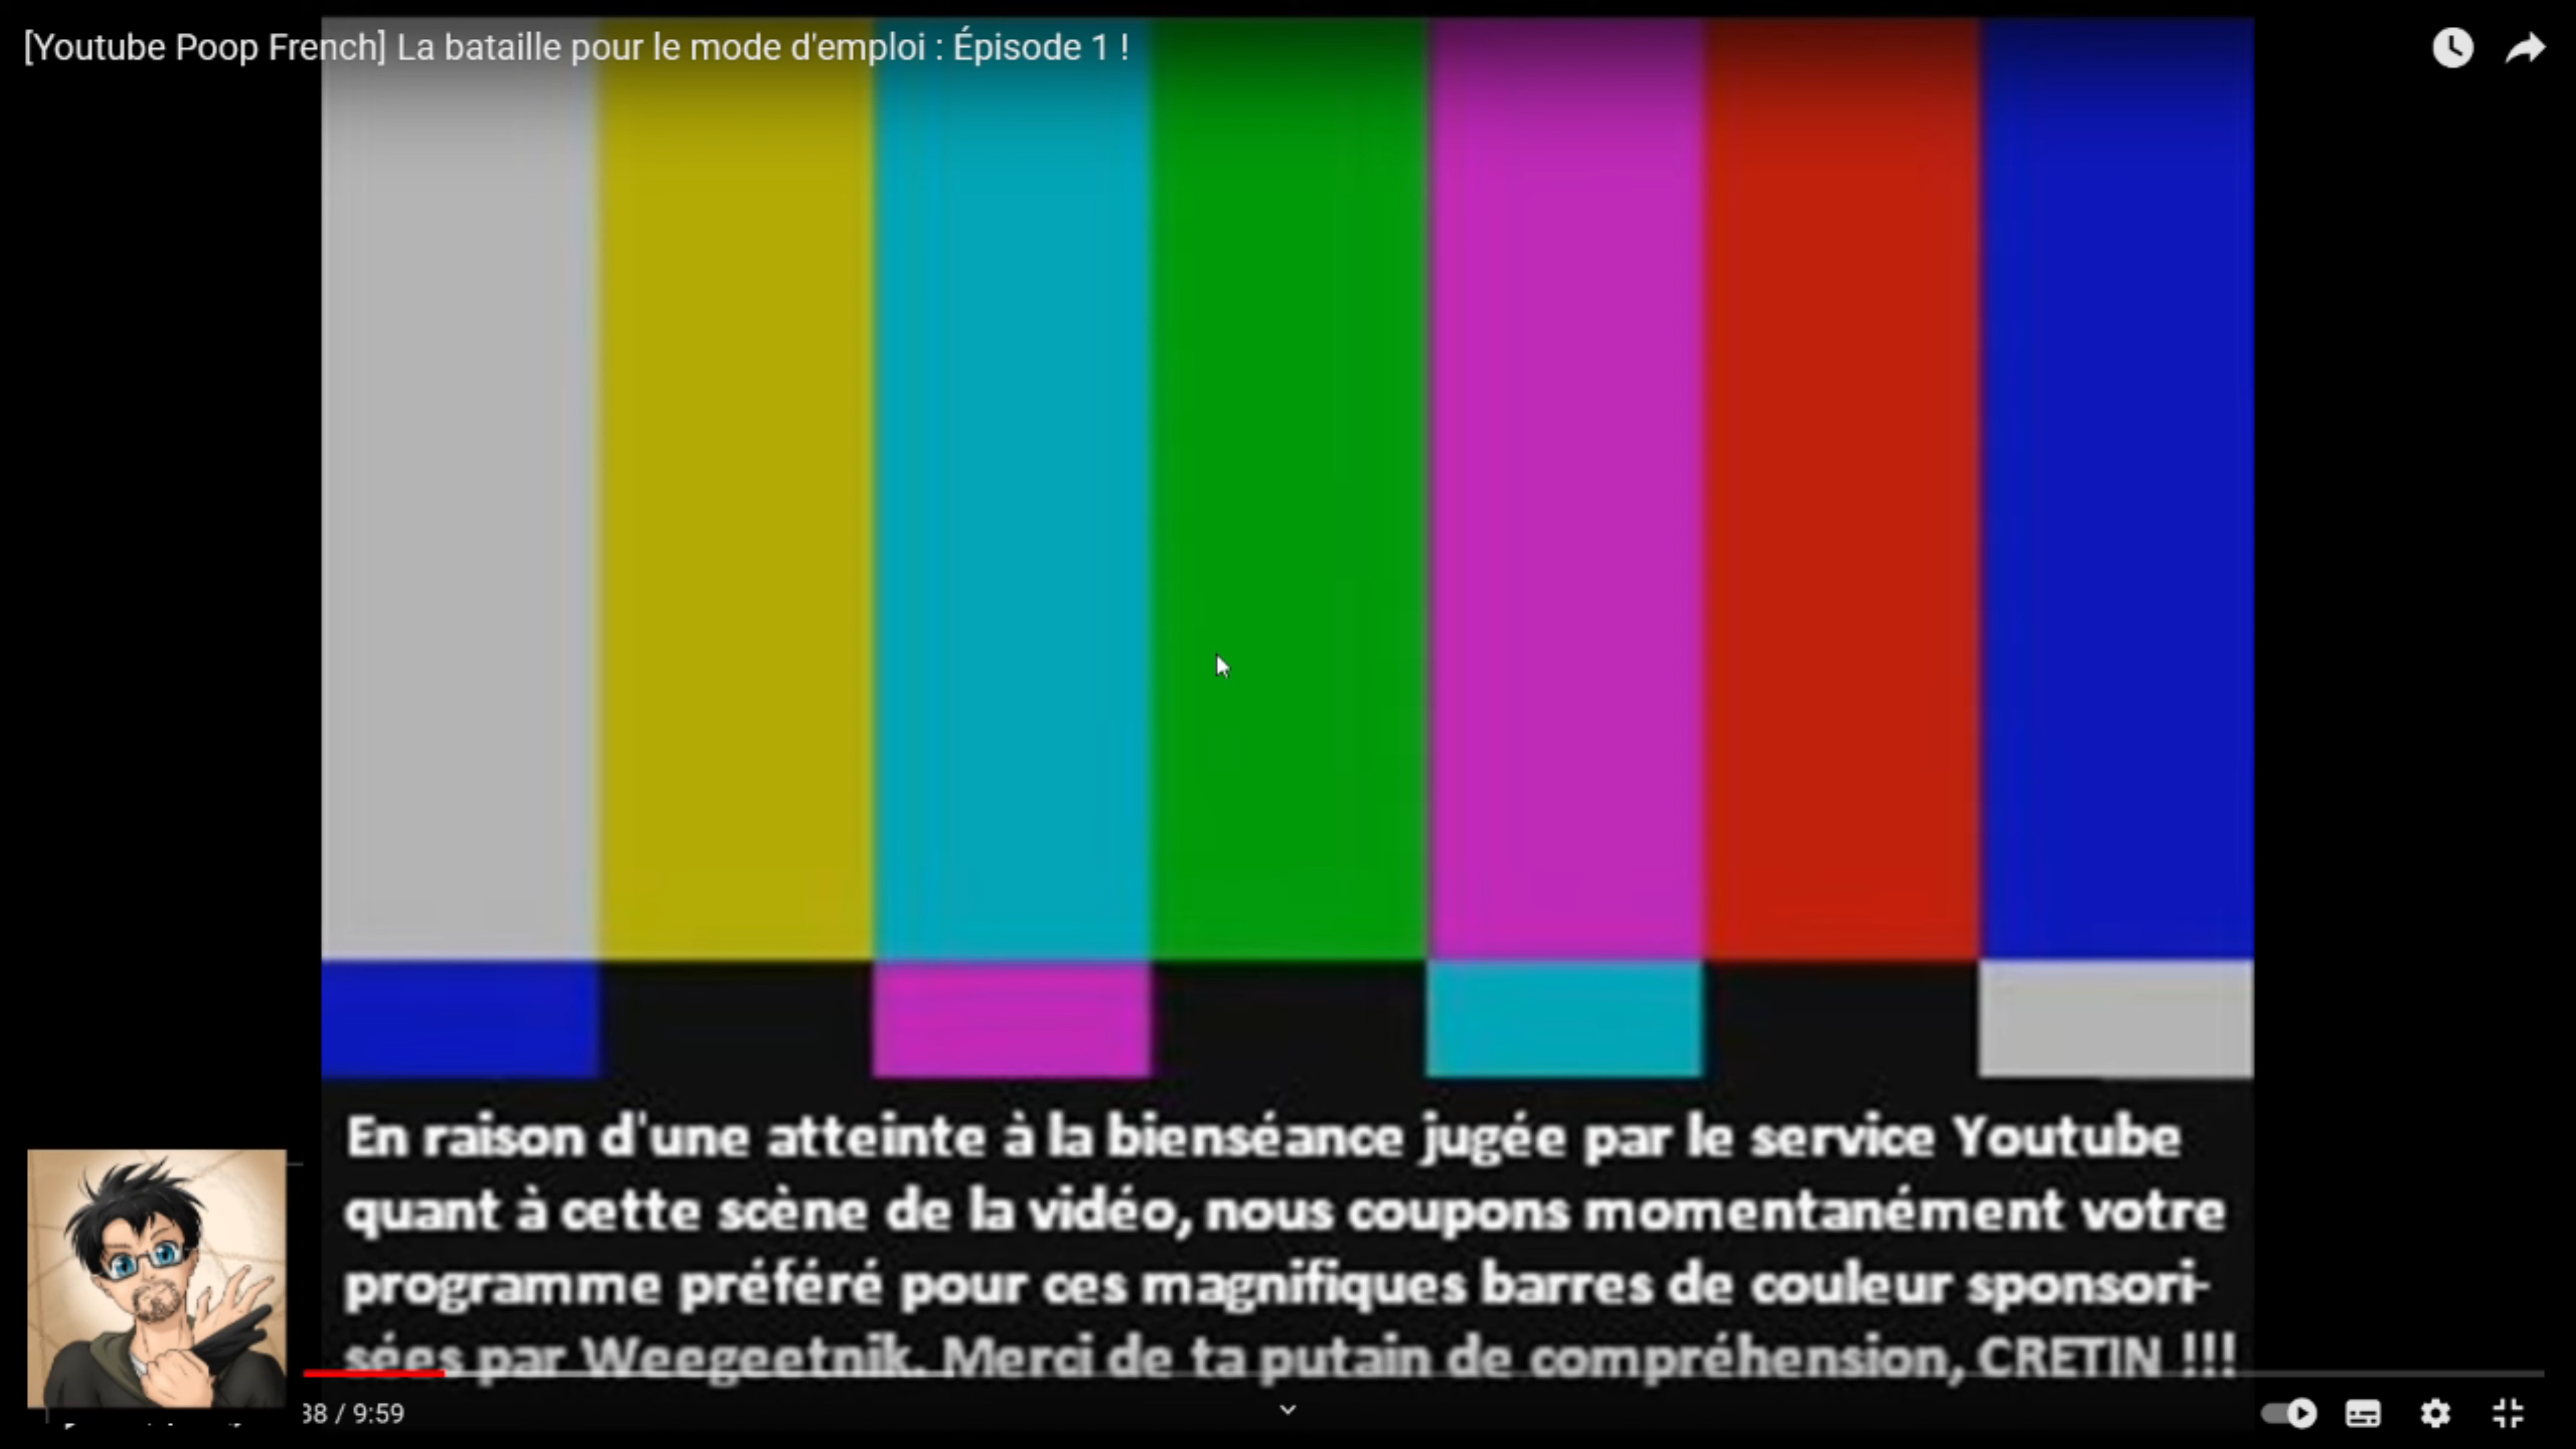 [Youtube Poop French] La bataille pour le mode d'emploi : Épisode 1 !
En raison d'une atteinte à la bienséance jugée par le service Youtube
quant à cette scène de la vidéo, nous coupons momentanément votre
programme préféré pour ces magnifiques barres de couleur sponsori-
sées par Weegeetnik. Merci de ta putain de compréhension, CRETIN !!!
38 / 9:59